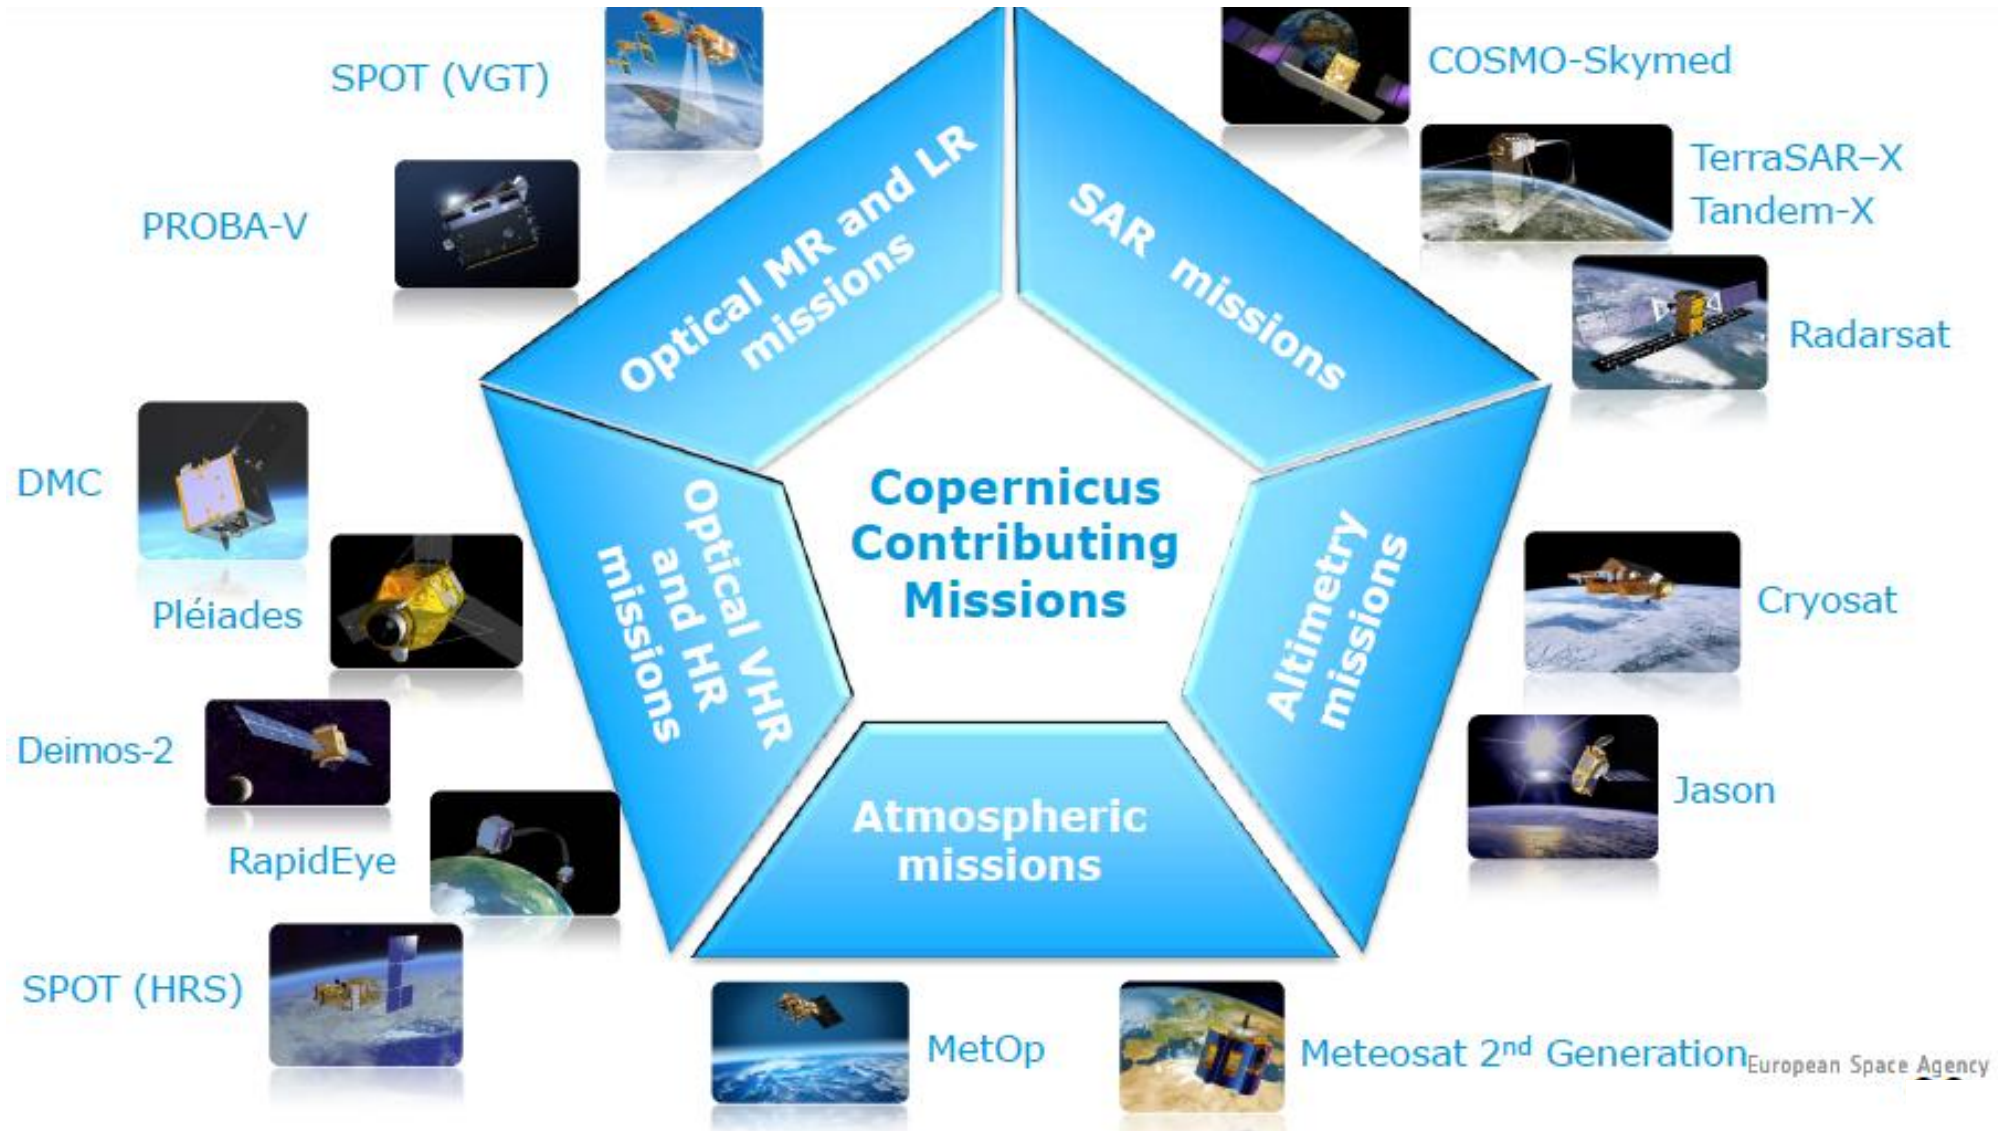 SPOT (VGT)
COSMO-Skymed
PROBA-V
TerraSAR–X
Tandem-X
Radarsat
Optical MR and LR
missions
SAR missions
DMC
Pléiades
Deimos-2
RapidEye
SPOT (HRS)
Optical VHR
and HR
missions
Copernicus
Contributing
Missions
Altimetry
missions
Cryosat
Jason
Atmospheric
missions
MetOp
Meteosat 2nd Generation
European Space Agency